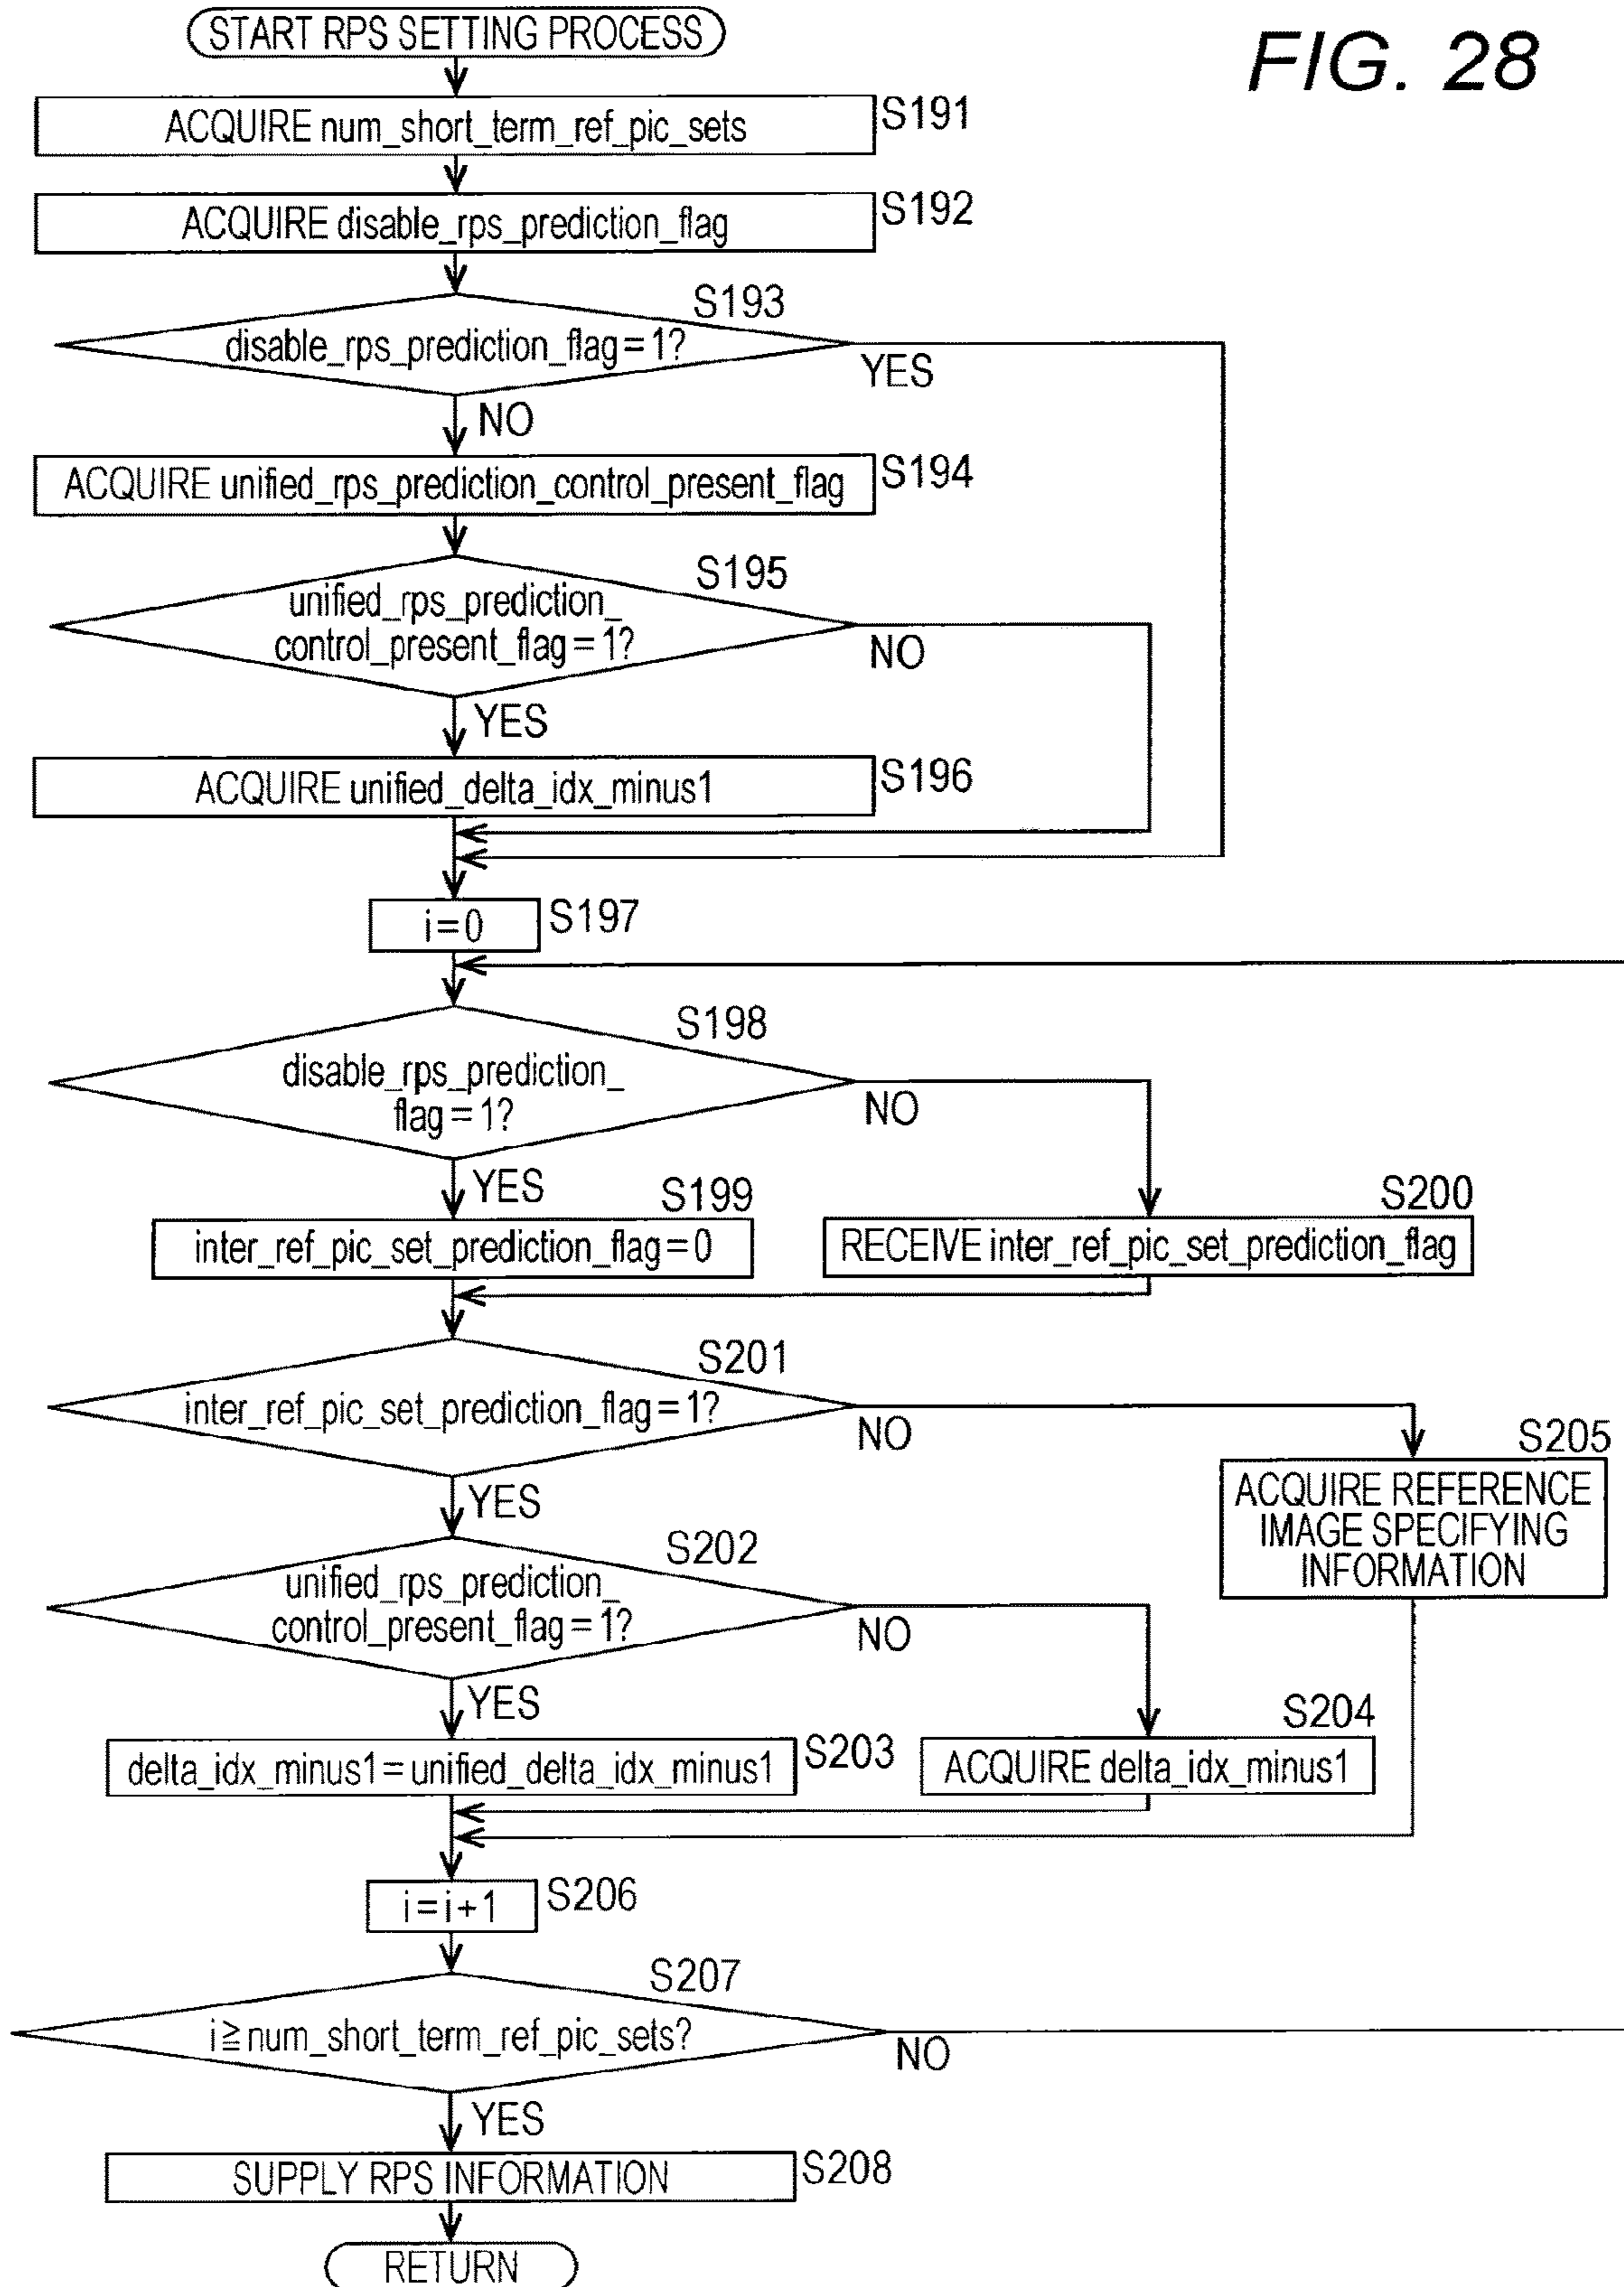 FIG. 28
START RPS SETTING PROCESS
ACQUIRE num_short_term_ref_pic_sets
S191
ACQUIRE disable_rps_prediction_flag
S192
S193
disable_rps_prediction_flag = 1?
YES
NO
ACQUIRE unified_rps_prediction_control_present_flag
S194
S195
unified_rps_prediction_
control_present_flag = 1?
NO
YES
ACQUIRE unified_delta_idx_minus1
S196
i=0
S197
S198
disable_rps_prediction_
flag = 1?
NO
YES
S199
inter_ref_pic_set_prediction_flag=0
S200
RECEIVE inter_ref_pic_set_prediction_flag
S201
inter_ref_pic_set_prediction_flag = 1?
NO
YES
S205
ACQUIRE REFERENCE
IMAGE SPECIFYING
INFORMATION
S202
unified_rps_prediction_
control_present_flag = 1?
NO
YES
delta_idx_minus1 = unified_delta_idx_minus1
S203
S204
ACQUIRE delta_idx_minus1
i=i+1
S206
S207
i≧num_short_term_ref_pic_sets?
NO
YES
SUPPLY RPS INFORMATION
S208
RETURN